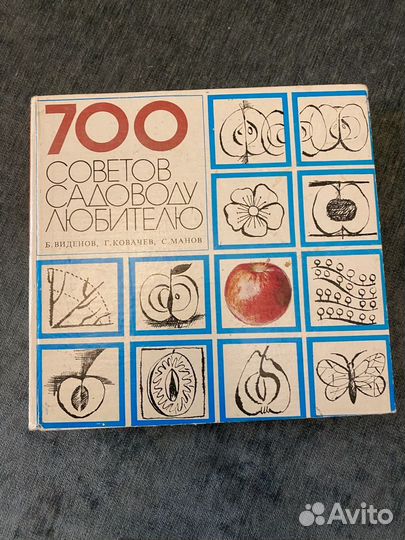 700
СОВЕТОВ
САДОВОДУ
ЛЮБИТЕЛЮ
Б. ВИДЕНОВ, Г. КОВАЧЕВ, С. МАНОВ
Avito